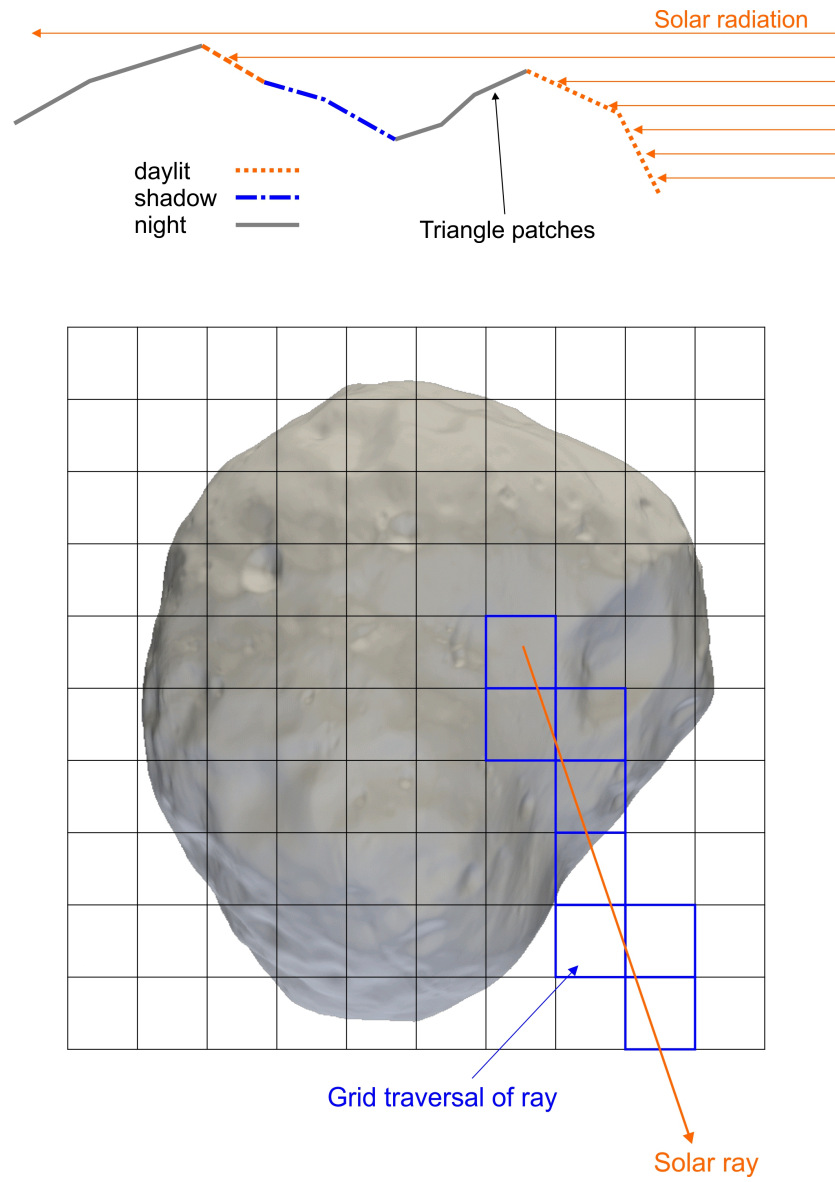 Solar radiation
daylit
shadow
night
Triangle patches
Grid traversal of ray
Solar ray